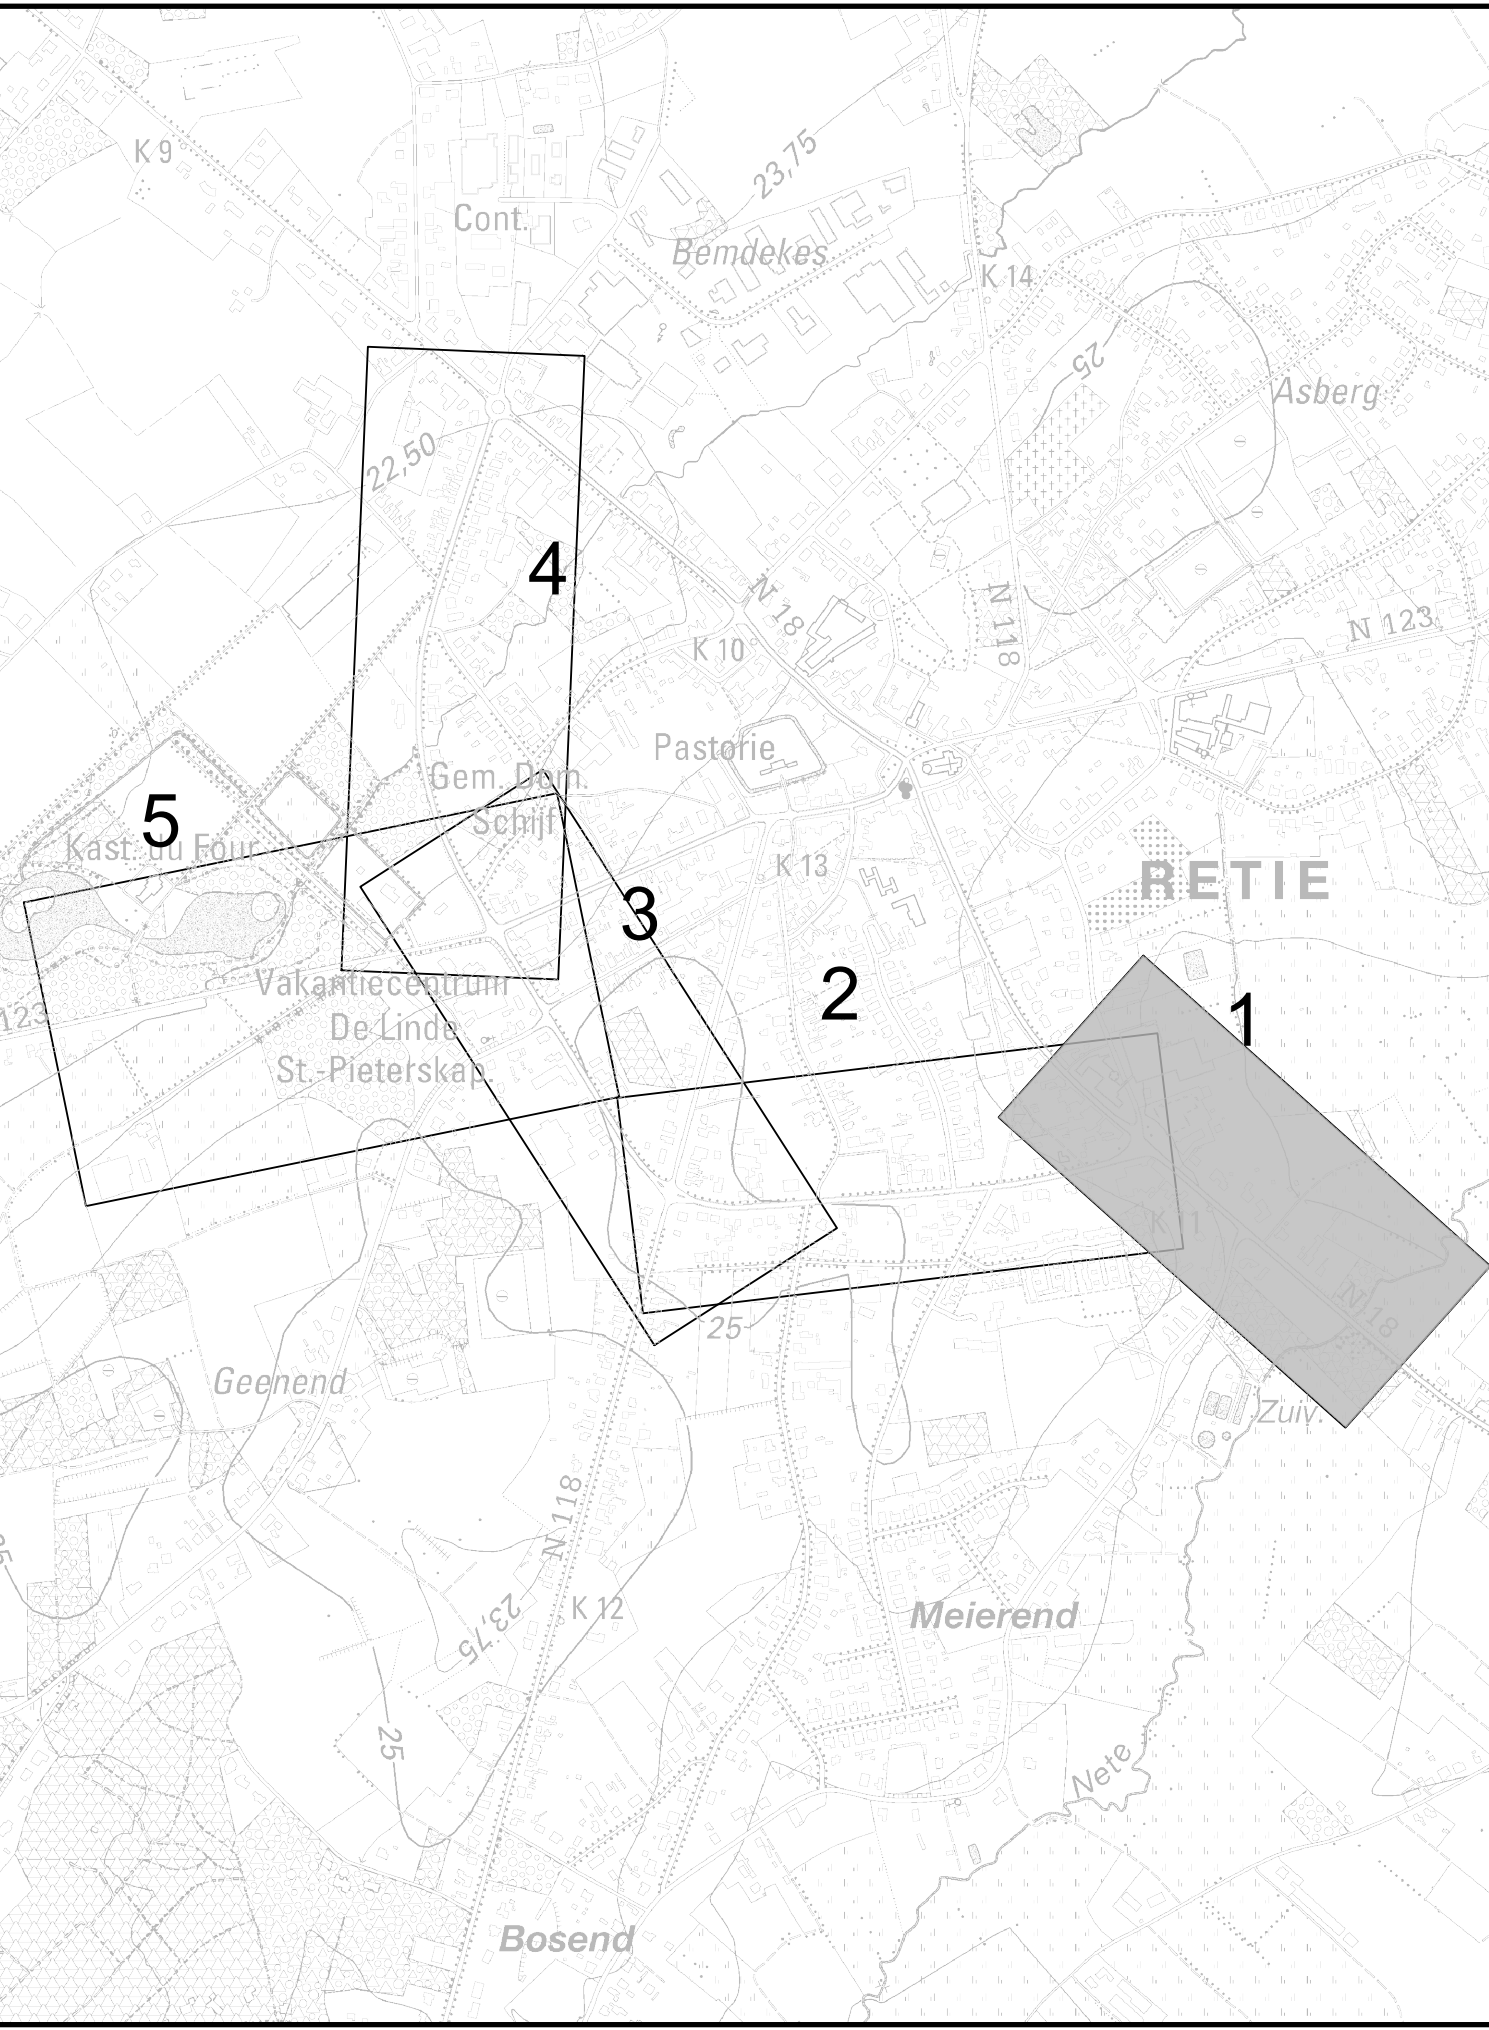 K 9
23,75
Cont.
Bemdekes
K 14
25
Asberg
22,50
4
N 18
N 118
N 123
K 10
Pastorie
Gem. Dom.
Schijf
5
Kast. du Four
K 13
RETIE
3
2
1
Vakantiecentrum
De Linde
St.-Pieterskap.
123
K 11
N 18
25
Geenend
Zuiv.
N 118
25
23,75
K 12
Meierend
25
Nete
Bosend